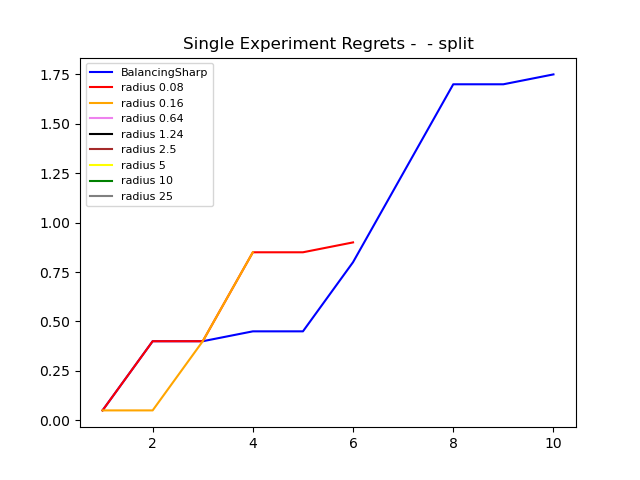 Single Experiment Regrets -  - split
BalancingSharp
radius 0.08
radius 0.16
radius 0.64
radius 1.24
radius 2.5
radius 5
radius 10
radius 25
1.75
1.50
1.25
1.00
0.75
0.50
0.25
0.00
2 4 6 8 10